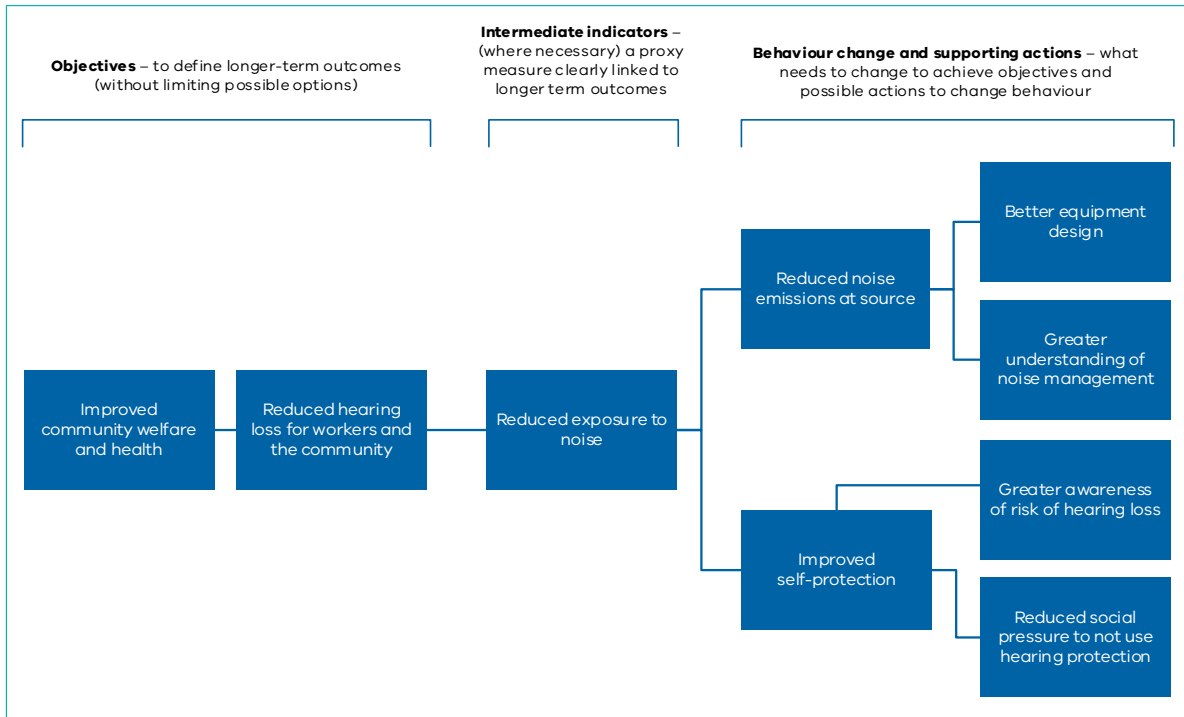 Objectives – to define longer-term outcomes
(without limiting possible options)
Intermediate indicators –
(where necessary) a proxy
measure clearly linked to
longer term outcomes
Behaviour change and supporting actions – what
needs to change to achieve objectives and
possible actions to change behaviour
Improved
community welfare
and health
Reduced hearing
loss for workers and
the community
Reduced exposure to
noise
Reduced noise
emissions at source
Better equipment
design
Greater
understanding of
noise management
Improved
self-protection
Greater awareness
of risk of hearing loss
Reduced social
pressure to not use
hearing protection